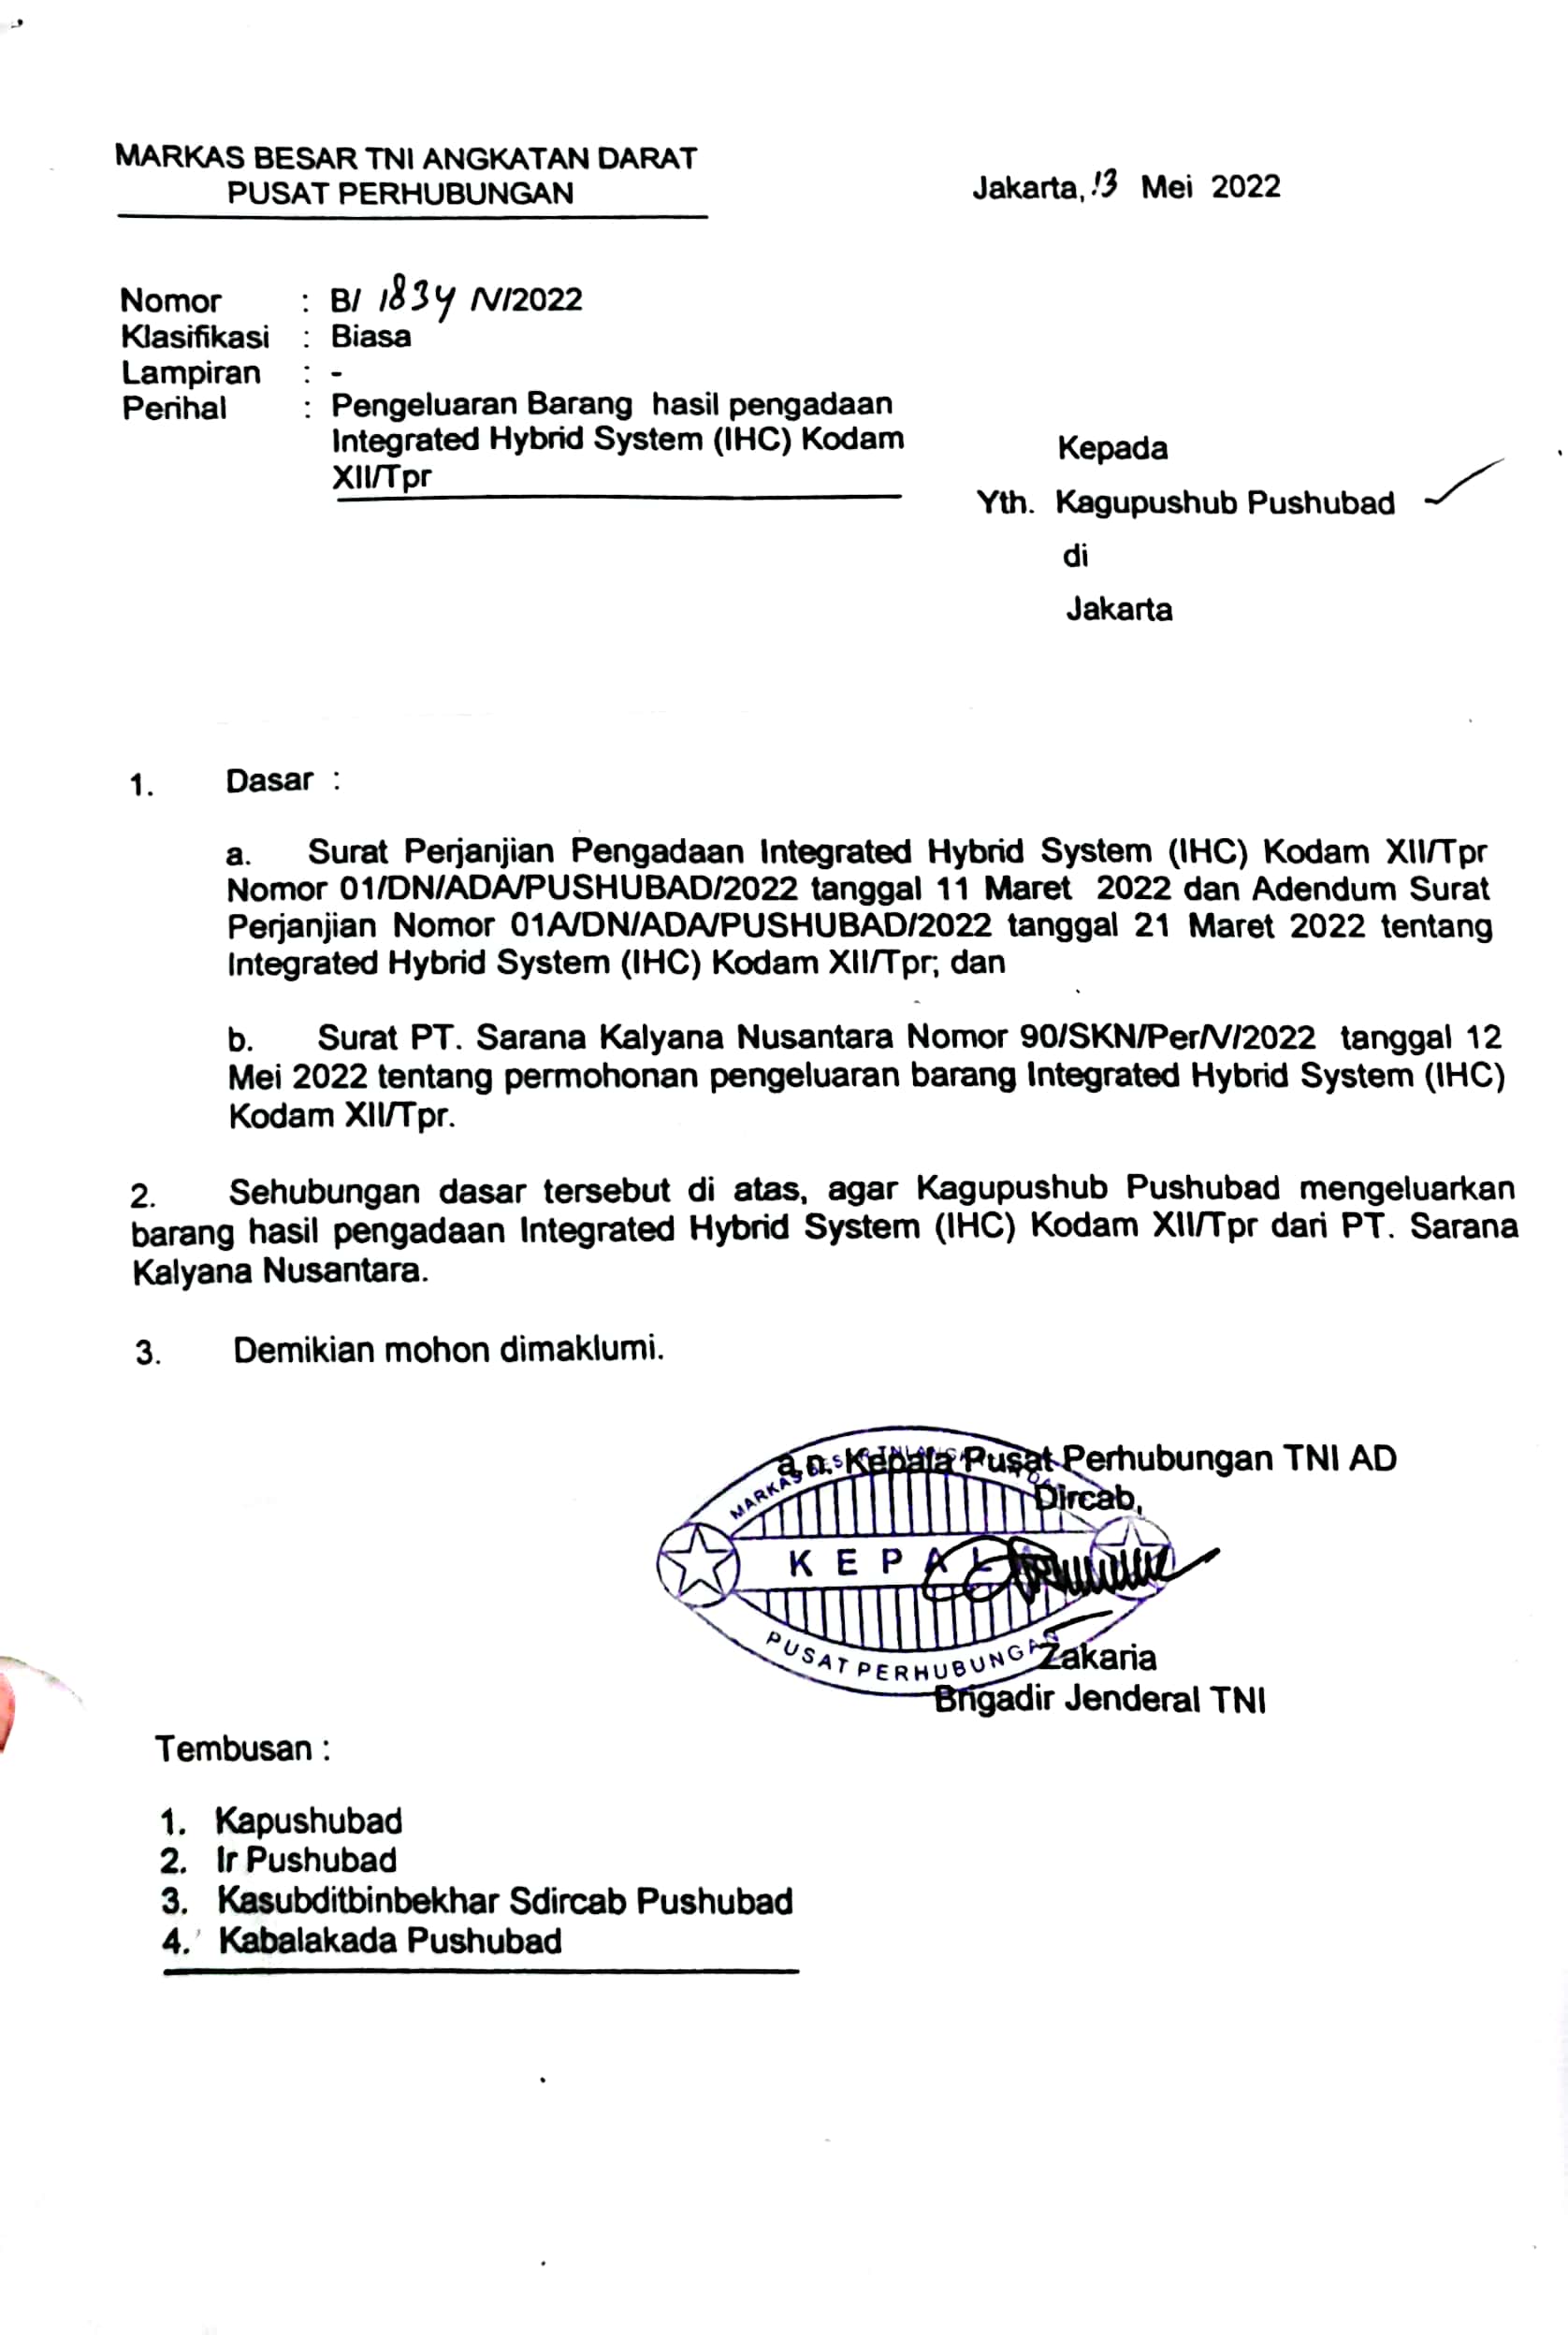 MARKAS BESAR TNI ANGKATAN DARAT
PUSAT PERHUBUNGAN
Jakarta, 13 Mei 2022
Nomor : B/ 1834 /V/2022
Klasifikasi : Biasa
Lampiran : -
Perihal : Pengeluaran Barang hasil pengadaan
Integrated Hybrid System (IHC) Kodam
XII/Tpr
Kepada
Yth. Kagupushub Pushubad
di
Jakarta
1. Dasar :
a. Surat Perjanjian Pengadaan Integrated Hybrid System (IHC) Kodam XII/Tpr
Nomor 01/DN/ADA/PUSHUBAD/2022 tanggal 11 Maret 2022 dan Adendum Surat
Perjanjian Nomor 01A/DN/ADA/PUSHUBAD/2022 tanggal 21 Maret 2022 tentang
Integrated Hybrid System (IHC) Kodam XII/Tpr; dan
b. Surat PT. Sarana Kalyana Nusantara Nomor 90/SKN/Per/V/2022 tanggal 12
Mei 2022 tentang permohonan pengeluaran barang Integrated Hybrid System (IHC)
Kodam XII/Tpr.
2. Sehubungan dasar tersebut di atas, agar Kagupushub Pushubad mengeluarkan
barang hasil pengadaan Integrated Hybrid System (IHC) Kodam XII/Tpr dari PT. Sarana
Kalyana Nusantara.
3. Demikian mohon dimaklumi.
a.n. Kepala Pusat Perhubungan TNI AD
Dircab,
MARKAS BES
KEPAL
PUSAT PERHUBUNGAN
Zakaria
Brigadir Jenderal TNI
Tembusan :
1. Kapushubad
2. Ir Pushubad
3. Kasubditbinbekhar Sdircab Pushubad
4. Kabalakada Pushubad